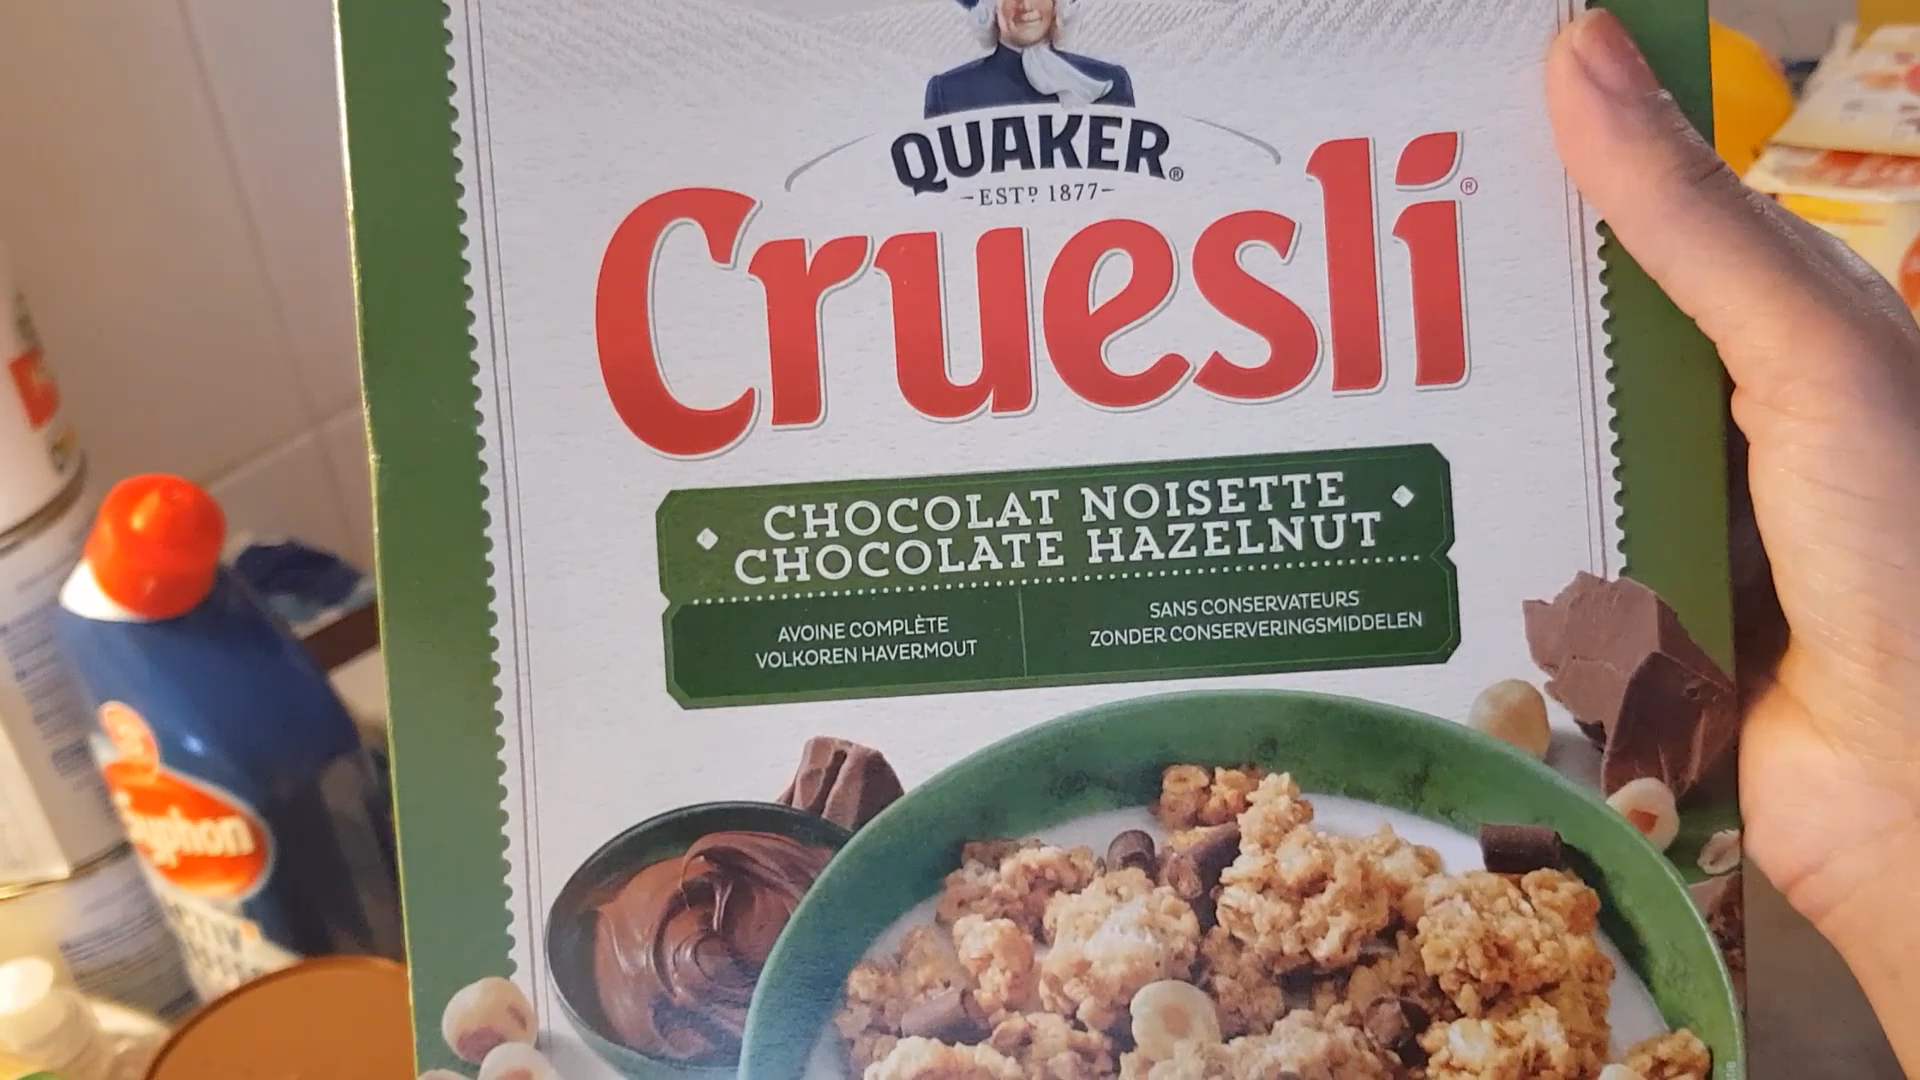 QUAKER®
-ESTD 1877-
Cruesli®
CHOCOLAT NOISETTE
CHOCOLATE HAZELNUT
AVOINE COMPLÈTE
VOLKOREN HAVERMOUT
SANS CONSERVATEURS
ZONDER CONSERVERINGSMIDDELEN